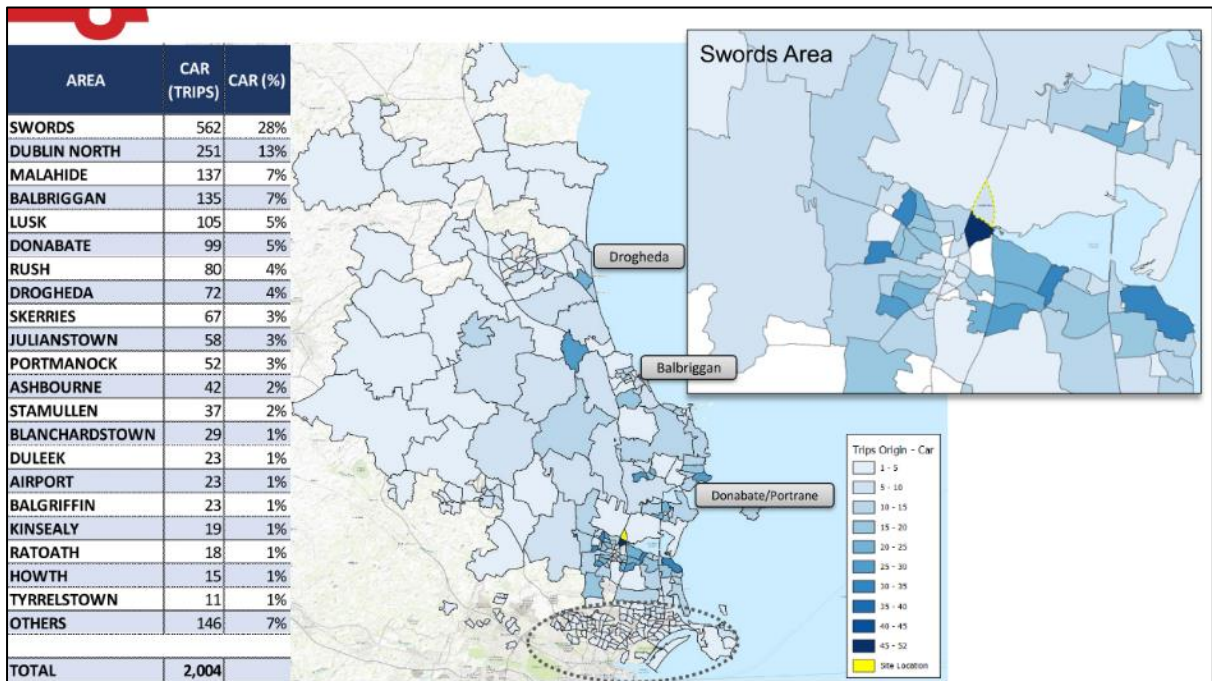 AREA CAR (TRIPS) CAR (%)
SWORDS 562 28%
DUBLIN NORTH 251 13%
MALAHIDE 137 7%
BALBRIGGAN 135 7%
LUSK 105 5%
DONABATE 99 5%
RUSH 80 4%
DROGHEDA 72 4%
SKERRIES 67 3%
JULIANSTOWN 58 3%
PORTMANOCK 52 3%
ASHBOURNE 42 2%
STAMULLEN 37 2%
BLANCHARDSTOWN 29 1%
DULEEK 23 1%
AIRPORT 23 1%
BALGRIFFIN 23 1%
KINSEALY 19 1%
RATOATH 18 1%
HOWTH 15 1%
TYRRELSTOWN 11 1%
OTHERS 146 7%
TOTAL 2,004
Swords Area
Drogheda
Balbriggan
Donabate/Portrane
Trips Origin - Car
1 - 5
5 - 10
10 - 15
15 - 20
20 - 25
25 - 30
30 - 35
35 - 40
40 - 45
45 - 52
Site Location